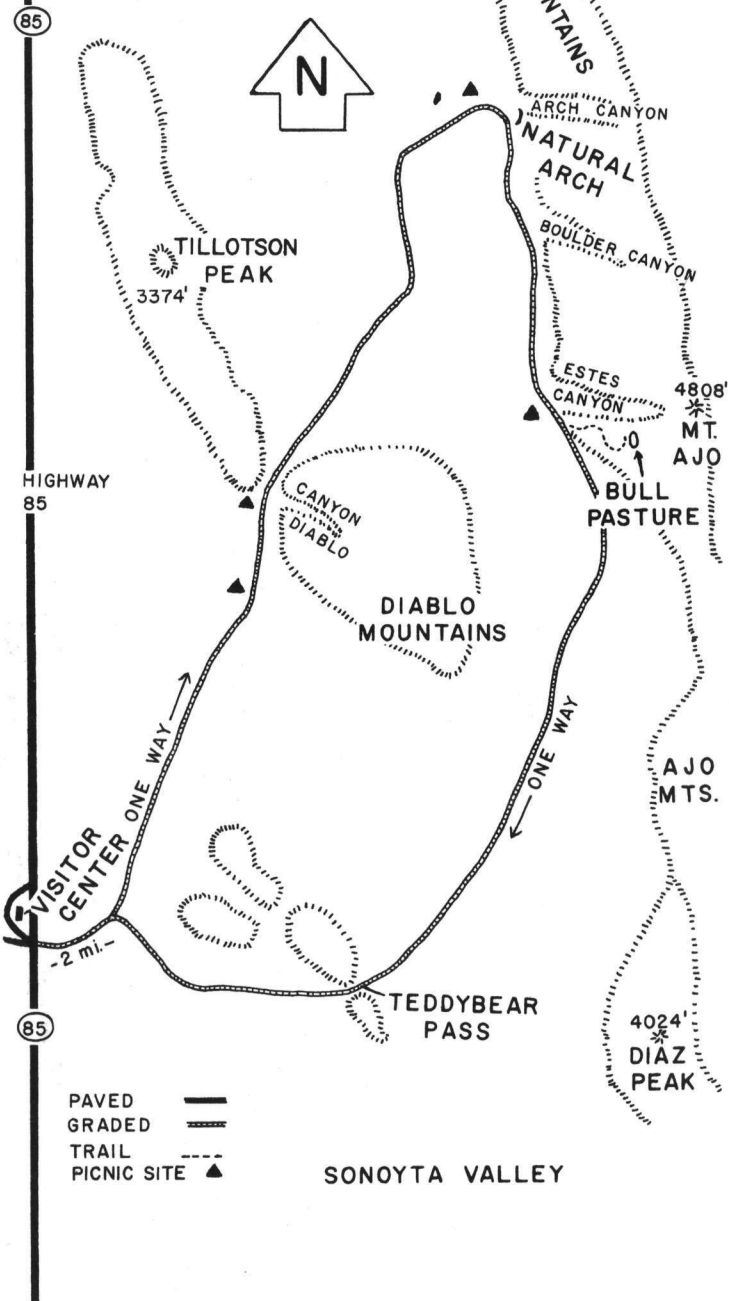 85
N
NTAINS
ARCH CANYON
NATURAL
ARCH
TILLOTSON
PEAK
3374'
BOULDER CANYON
ESTES
CANYON
4808'
MT.
AJO
HIGHWAY
85
BULL
PASTURE
CANYON
DIABLO
DIABLO
MOUNTAINS
ONE WAY
ONE WAY
AJO
MTS.
VISITOR
CENTER
-2 mi.-
TEDDYBEAR
PASS
85
4024'
DIAZ
PEAK
PAVED
GRADED
TRAIL
PICNIC SITE
SONOYTA VALLEY